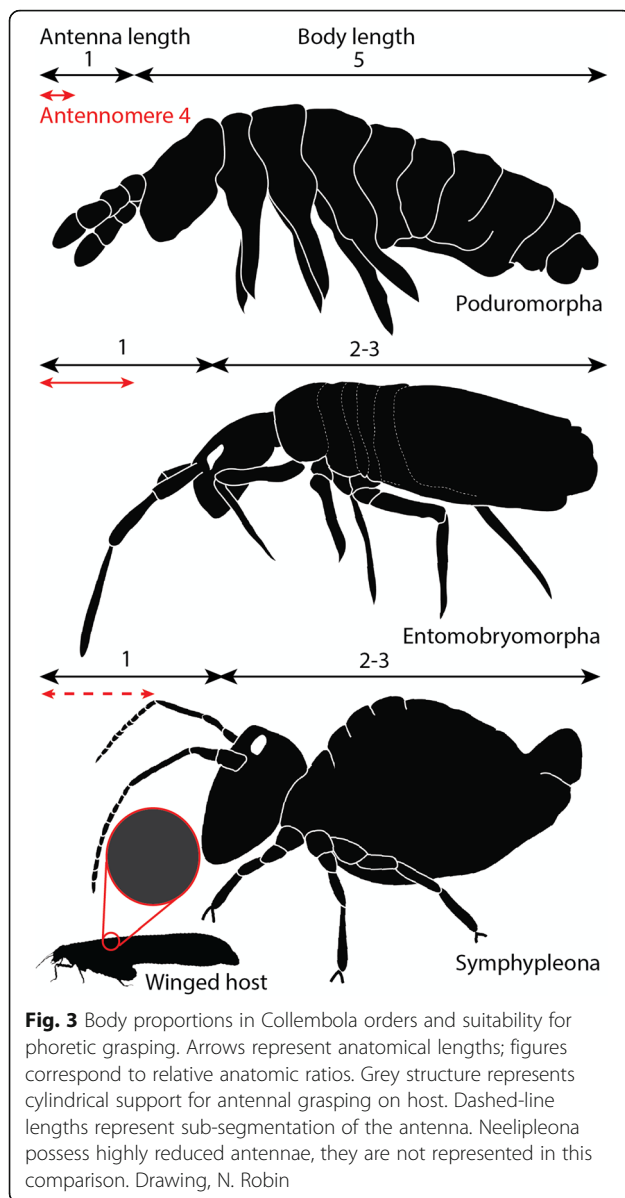 Antenna length Body length
1 5
Antennomere 4
Poduromorpha
1 2-3
Entomobryomorpha
1 2-3
Symphypleona
Winged host
Fig. 3 Body proportions in Collembola orders and suitability for
phoretic grasping. Arrows represent anatomical lengths; figures
correspond to relative anatomic ratios. Grey structure represents
cylindrical support for antennal grasping on host. Dashed-line
lengths represent sub-segmentation of the antenna. Neelipleona
possess highly reduced antennae, they are not represented in this
comparison. Drawing, N. Robin